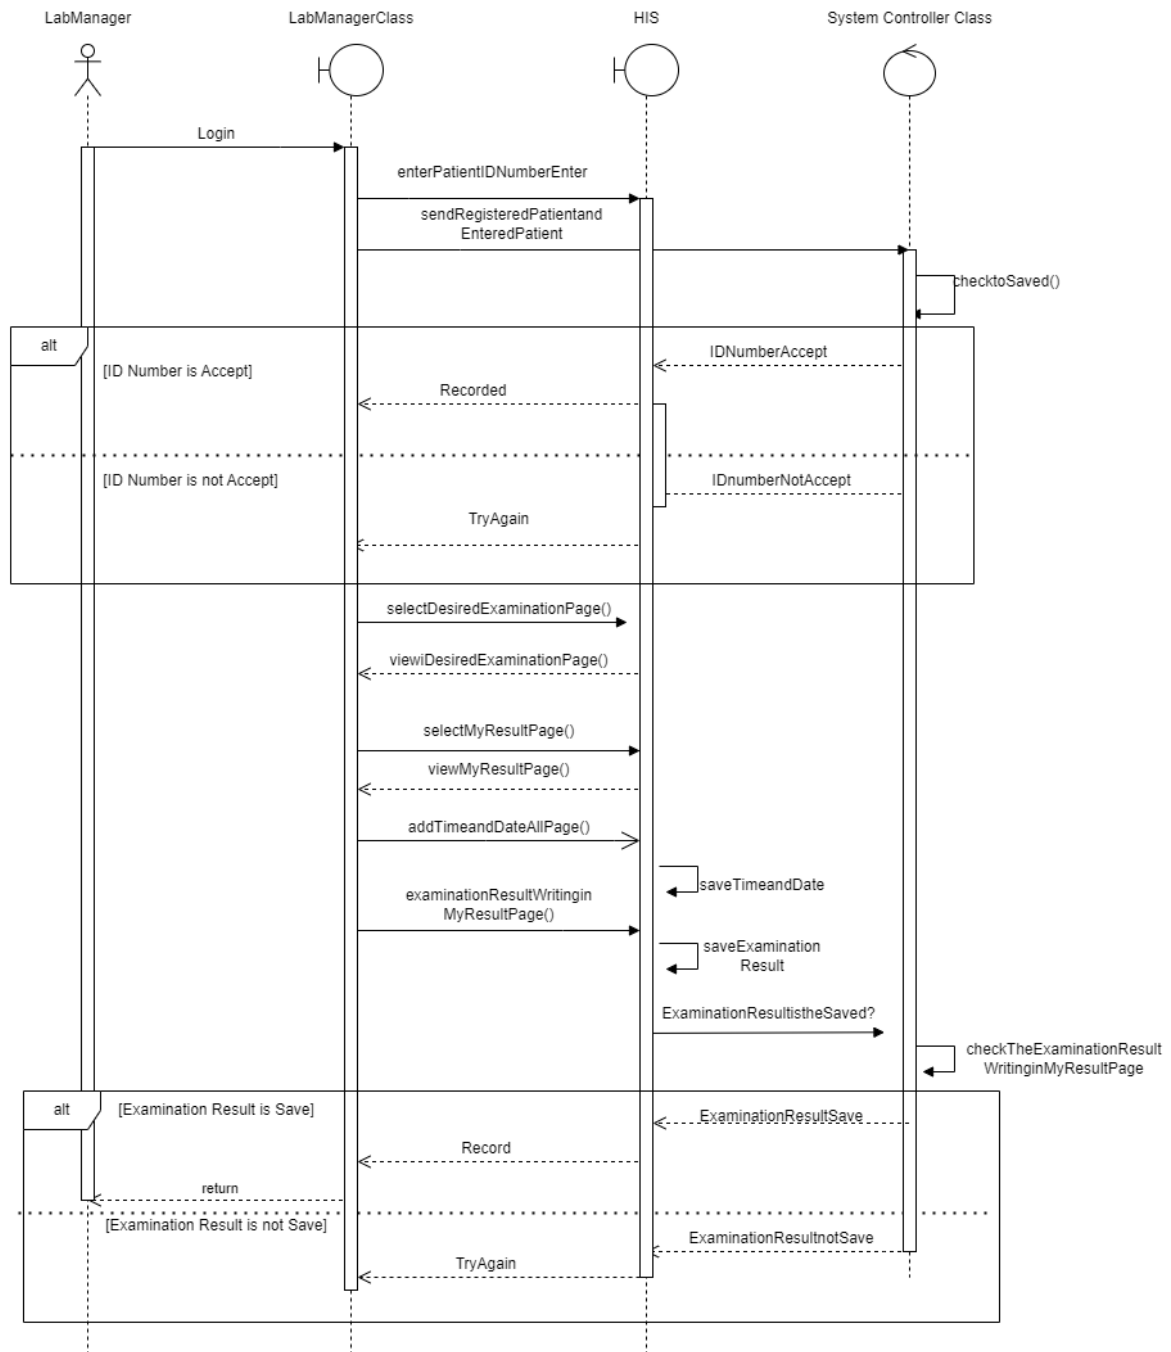 LabManager
LabManagerClass
HIS
System Controller Class
Login
enterPatientIDNumberEnter
sendRegisteredPatientand
EnteredPatient
checktoSaved()
alt
IDNumberAccept
[ID Number is Accept]
Recorded
[ID Number is not Accept]
IDnumberNotAccept
TryAgain
selectDesiredExaminationPage()
viewiDesiredExaminationPage()
selectMyResultPage()
viewMyResultPage()
addTimeandDateAllPage()
saveTimeandDate
examinationResultWritingin
MyResultPage()
saveExamination
Result
ExaminationResultistheSaved?
checkTheExaminationResult
WritinginMyResultPage
alt
[Examination Result is Save]
ExaminationResultSave
Record
return
[Examination Result is not Save]
ExaminationResultnotSave
TryAgain